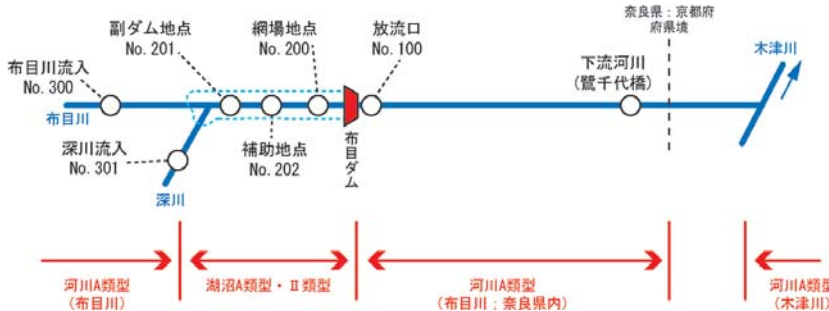 奈良県：京都府
府県境
副ダム地点
No.201
網場地点
No.200
放流口
No.100
木津川
布目川流入
No.300
下流河川
(鷺千代橋)
布目川
深川流入
No.301
補助地点
No.202
布目ダム
深川
河川A類型
(布目川)
湖沼A類型・Ⅱ類型
河川A類型
(布目川：奈良県内)
河川A類型
(木津川)